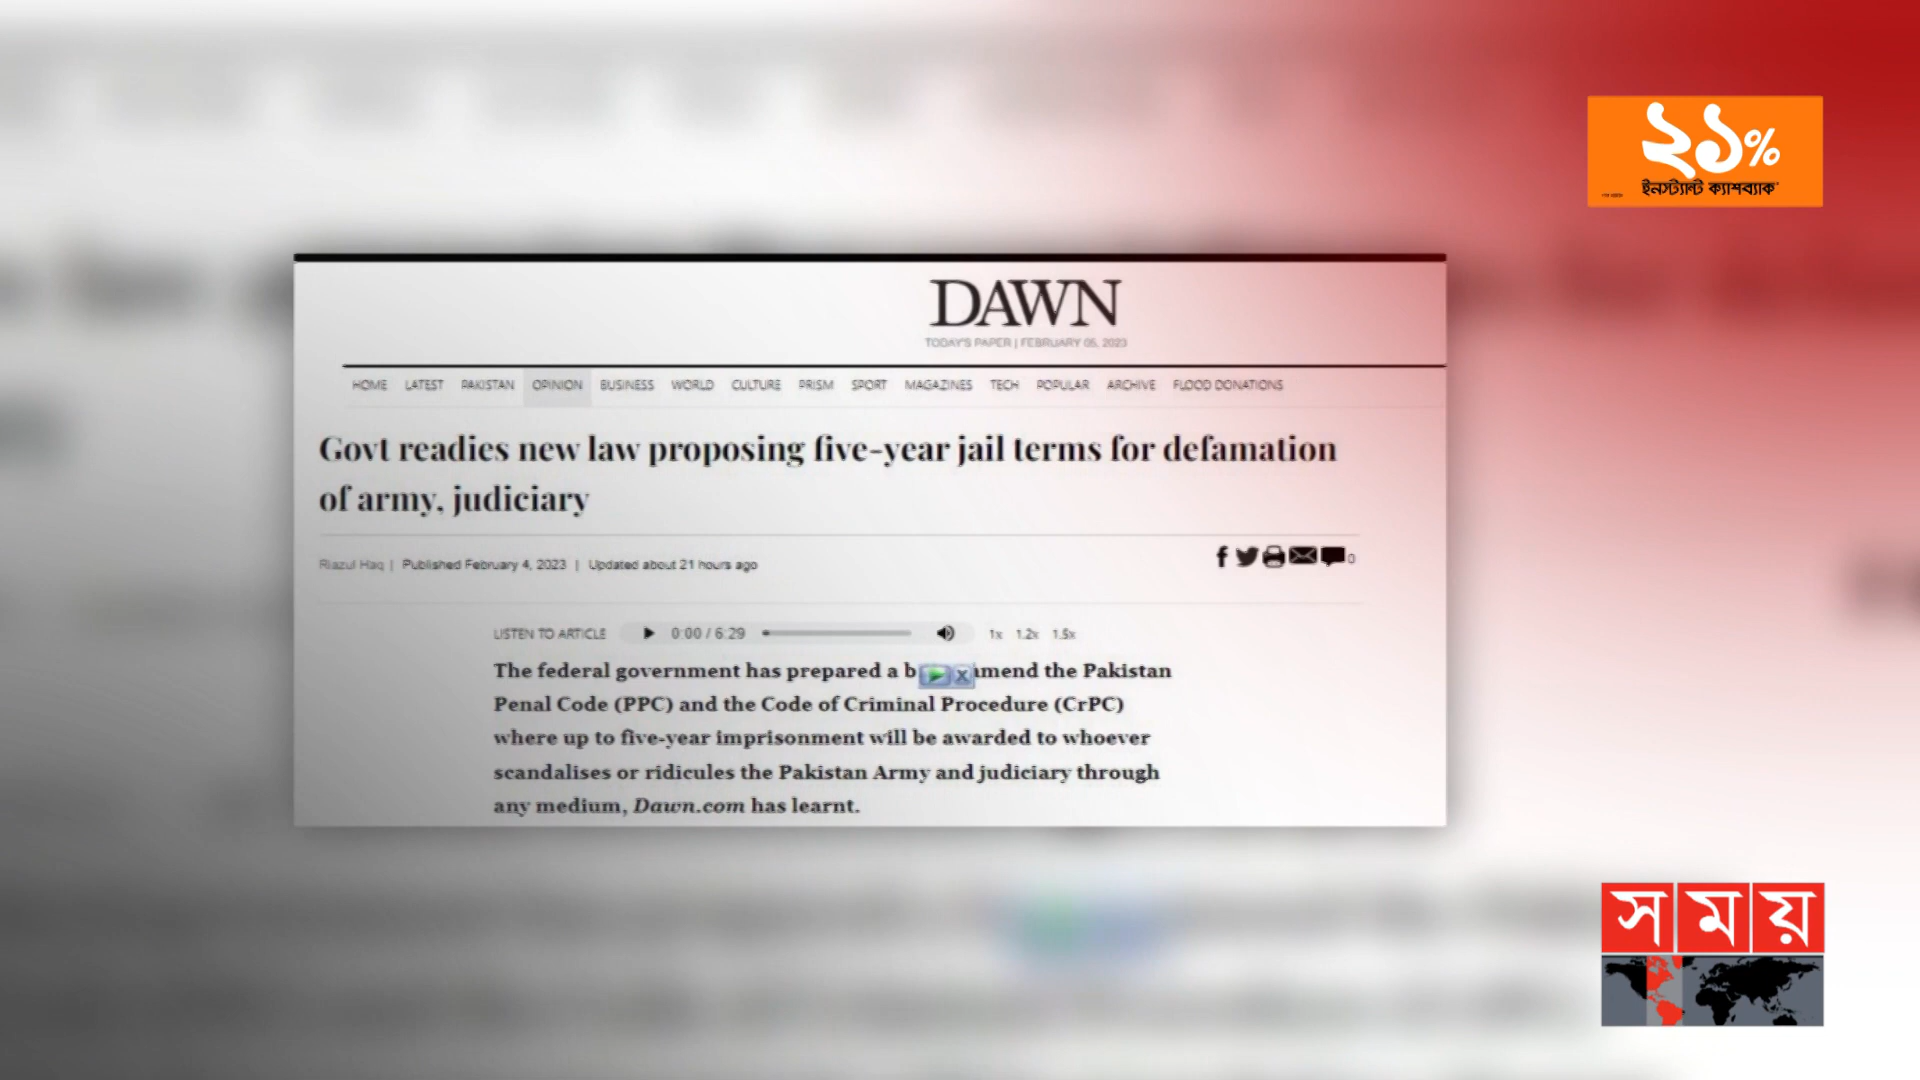 ২১%
ইনস্ট্যান্ট ক্যাশব্যাক*
DAWN
TODAY'S PAPER | FEBRUARY 05, 2023
HOME LATEST PAKISTAN OPINION BUSINESS WORLD CULTURE PRISM SPORT MAGAZINES TECH POPULAR ARCHIVE FLOOD DONATIONS
Govt readies new law proposing five-year jail terms for defamation
of army, judiciary
Riazul Haq | Published February 4, 2023 | Updated about 21 hours ago
0
LISTEN TO ARTICLE 0:00 / 6:29 1x 1.2x 1.5x
The federal government has prepared a b mend the Pakistan
Penal Code (PPC) and the Code of Criminal Procedure (CrPC)
where up to five-year imprisonment will be awarded to whoever
scandalises or ridicules the Pakistan Army and judiciary through
any medium, Dawn.com has learnt.
সময়